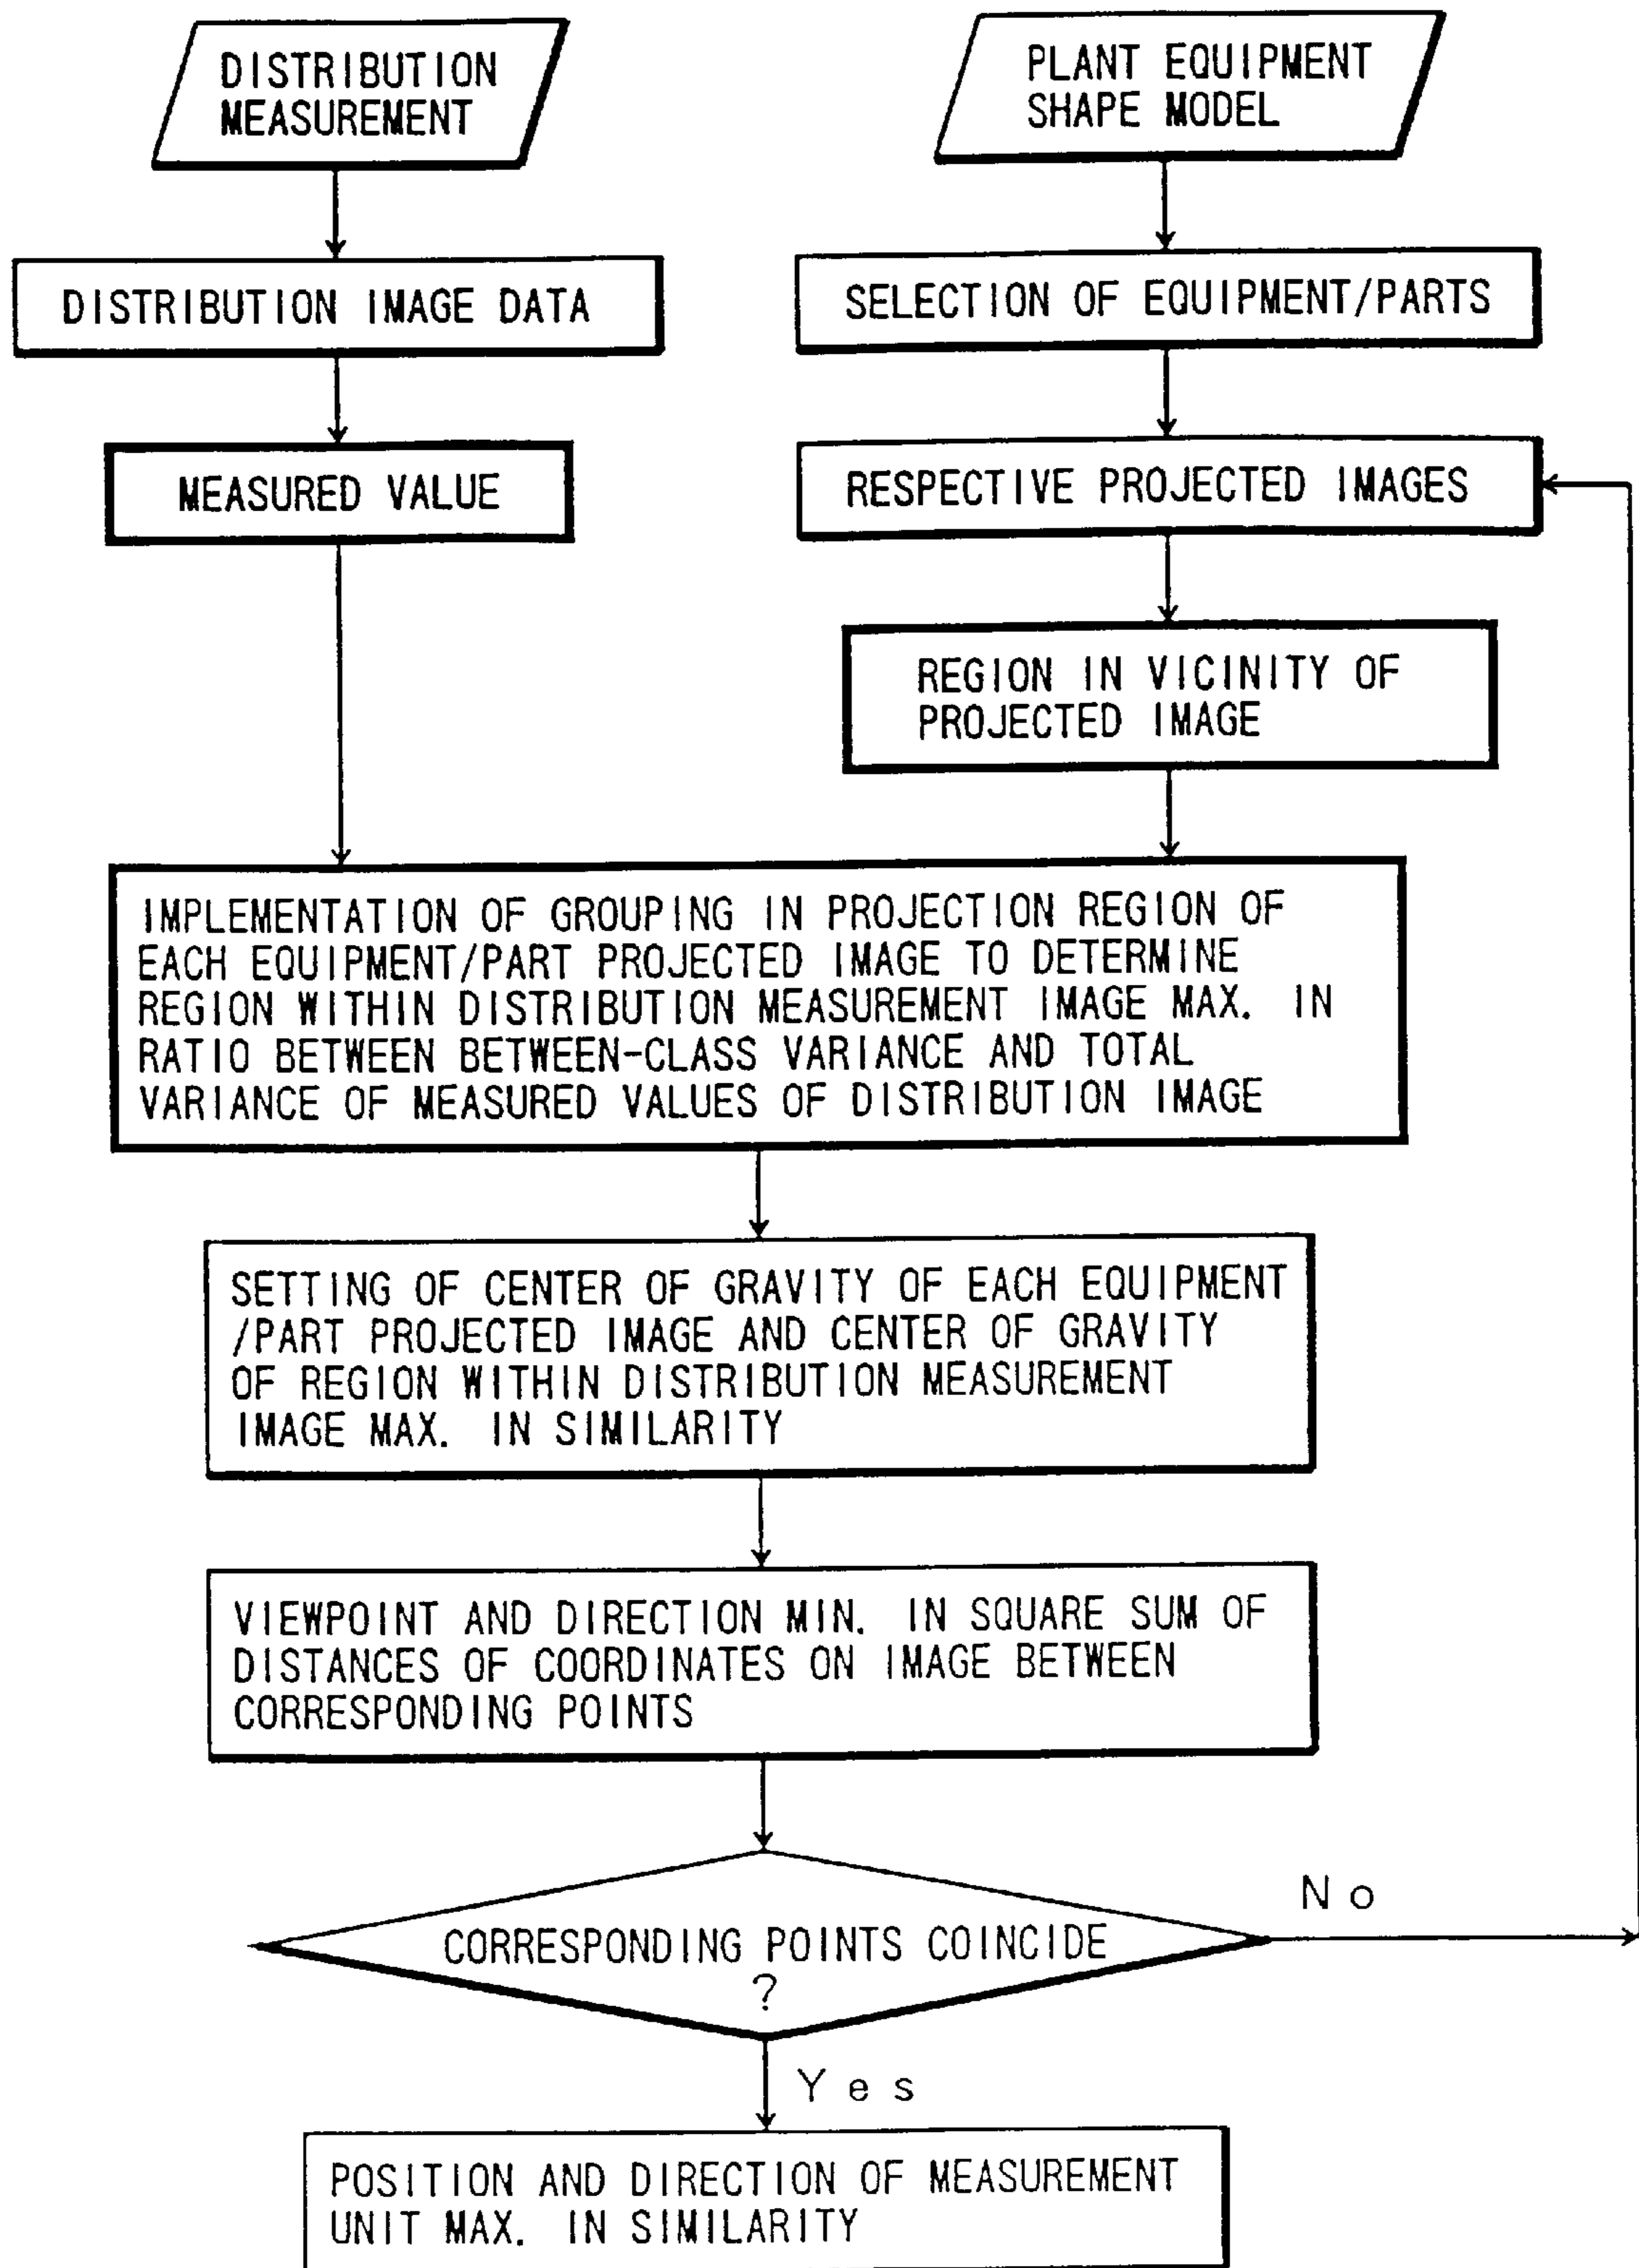 DISTRIBUTION
MEASUREMENT
PLANT EQUIPMENT
SHAPE MODEL
DISTRIBUTION IMAGE DATA
SELECTION OF EQUIPMENT/PARTS
MEASURED VALUE
RESPECTIVE PROJECTED IMAGES
REGION IN VICINITY OF
PROJECTED IMAGE
IMPLEMENTATION OF GROUPING IN PROJECTION REGION OF
EACH EQUIPMENT/PART PROJECTED IMAGE TO DETERMINE
REGION WITHIN DISTRIBUTION MEASUREMENT IMAGE MAX. IN
RATIO BETWEEN BETWEEN-CLASS VARIANCE AND TOTAL
VARIANCE OF MEASURED VALUES OF DISTRIBUTION IMAGE
SETTING OF CENTER OF GRAVITY OF EACH EQUIPMENT
/PART PROJECTED IMAGE AND CENTER OF GRAVITY
OF REGION WITHIN DISTRIBUTION MEASUREMENT
IMAGE MAX. IN SIMILARITY
VIEWPOINT AND DIRECTION MIN. IN SQUARE SUM OF
DISTANCES OF COORDINATES ON IMAGE BETWEEN
CORRESPONDING POINTS
No
CORRESPONDING POINTS COINCIDE
?
Yes
POSITION AND DIRECTION OF MEASUREMENT
UNIT MAX. IN SIMILARITY